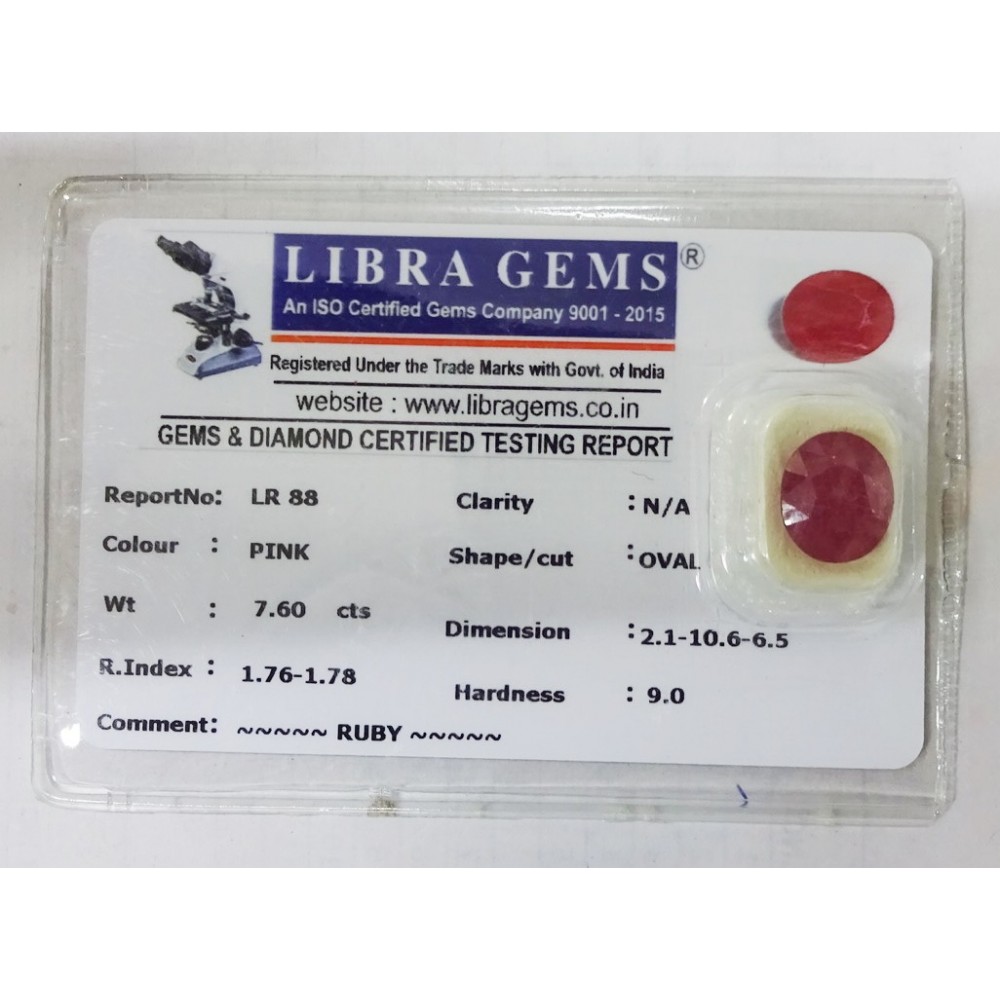 LIBRA GEMS ®
An ISO Certified Gems Company 9001 - 2015
Registered Under the Trade Marks with Govt. of India
website : www.libragems.co.in
GEMS & DIAMOND CERTIFIED TESTING REPORT
ReportNo: LR 88
Clarity : N/A
Colour : PINK
Shape/cut : OVAL
Wt : 7.60 cts
Dimension : 2.1-10.6-6.5
R.Index : 1.76-1.78
Hardness : 9.0
Comment: ~~~~~ RUBY ~~~~~